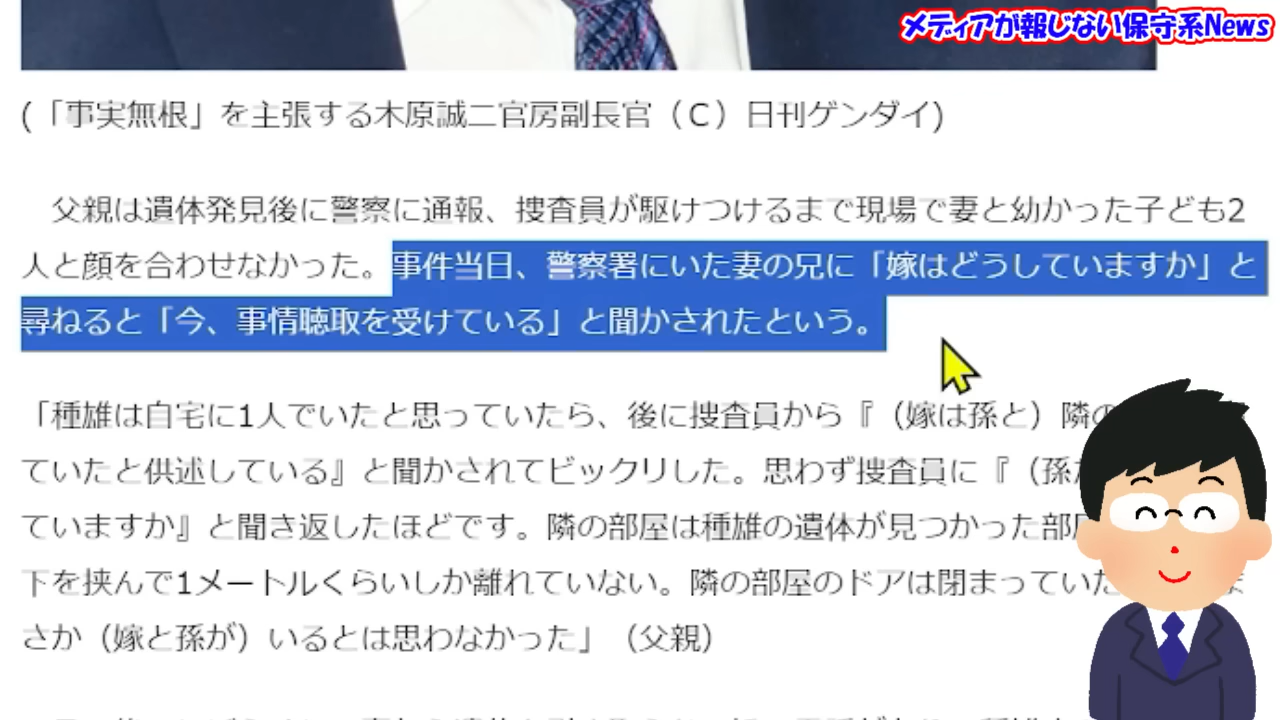 メディアが報じない保守系News
(「事実無根」を主張する木原誠二官房副長官（Ｃ）日刊ゲンダイ)
父親は遺体発見後に警察に通報、捜査員が駆けつけるまで現場で妻と幼かった子ども2
人と顔を合わせなかった。事件当日、警察署にいた妻の兄に「嫁はどうしていますか」と
尋ねると「今、事情聴取を受けている」と聞かされたという。
「種雄は自宅に1人でいたと思っていたら、後に捜査員から『（嫁は孫と）隣の
ていたと供述している』と聞かされてビックリした。思わず捜査員に『（孫
ていますか』と聞き返したほどです。隣の部屋は種雄の遺体が見つかった部
下を挟んで1メートルくらいしか離れていない。隣の部屋のドアは閉まっていた
さか（嫁と孫が）いるとは思わなかった」（父親）